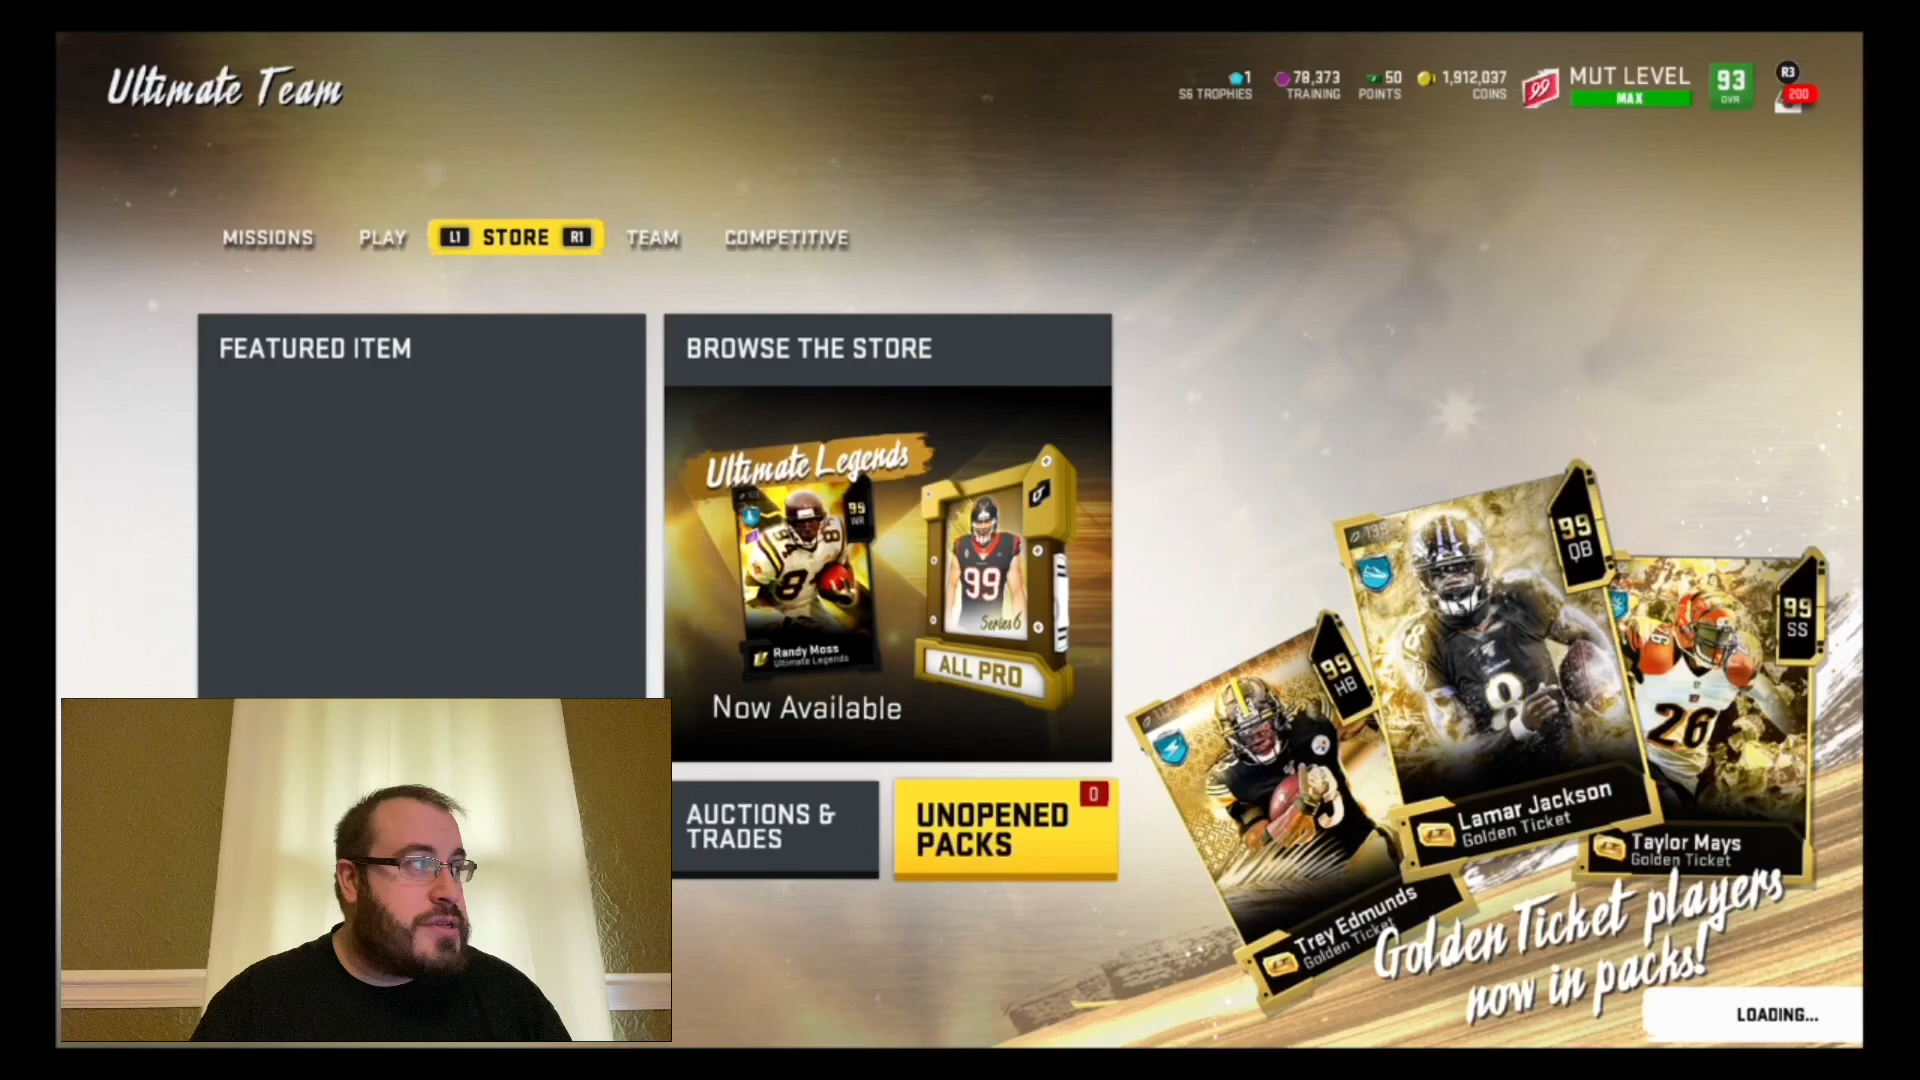 Ultimate Team
1
S6 TROPHIES
78,373
TRAINING
50
POINTS
1,912,037
COINS
99
MUT LEVEL
MAX
93
OVR
R3
200
MISSIONS
PLAY
L1 STORE R1
TEAM
COMPETITIVE
FEATURED ITEM
BROWSE THE STORE
Ultimate Legends
99
WR
84
Randy Moss
Ultimate Legends
99
Series 6
ALL PRO
Now Available
AUCTIONS &
TRADES
UNOPENED
PACKS
0
99
HB
Trey Edmunds
Golden Ticket
99
QB
8
Lamar Jackson
Golden Ticket
99
SS
26
Taylor Mays
Golden Ticket
Golden Ticket players
now in packs!
LOADING...